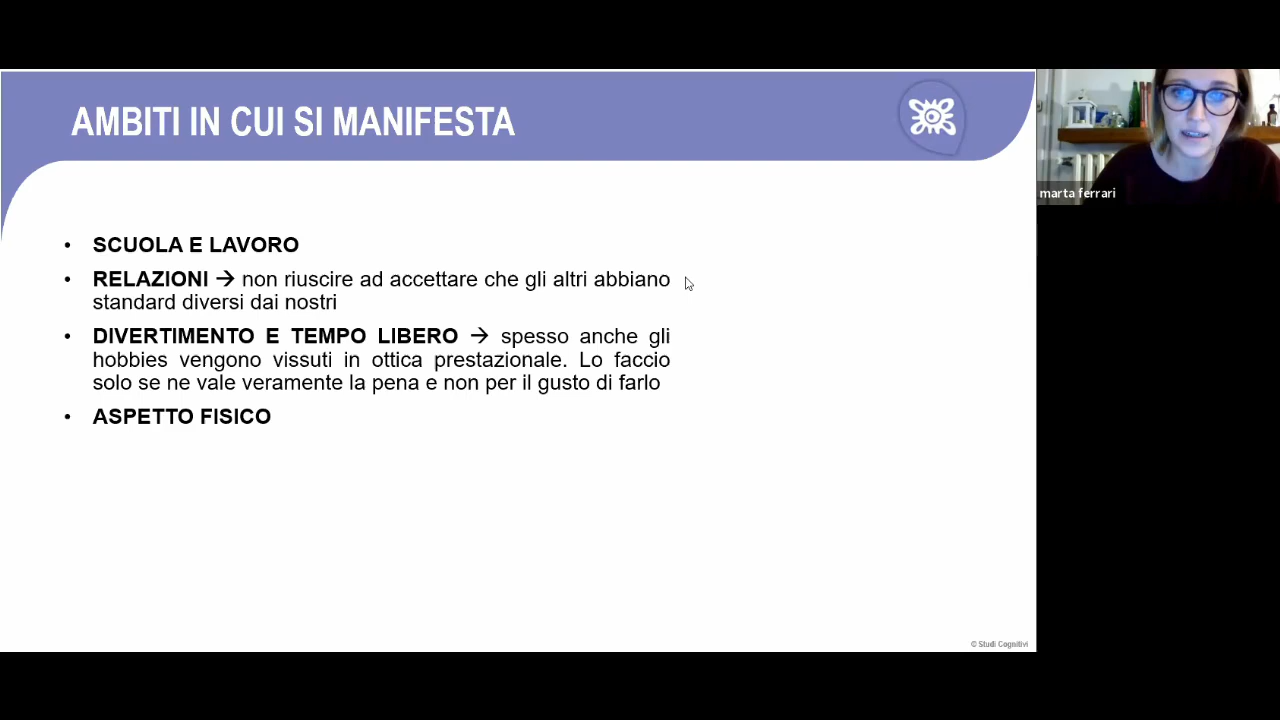 AMBITI IN CUI SI MANIFESTA
marta ferrari
• SCUOLA E LAVORO
• RELAZIONI → non riuscire ad accettare che gli altri abbiano
standard diversi dai nostri
• DIVERTIMENTO E TEMPO LIBERO → spesso anche gli
hobbies vengono vissuti in ottica prestazionale. Lo faccio
solo se ne vale veramente la pena e non per il gusto di farlo
• ASPETTO FISICO
© Studi Cognitivi